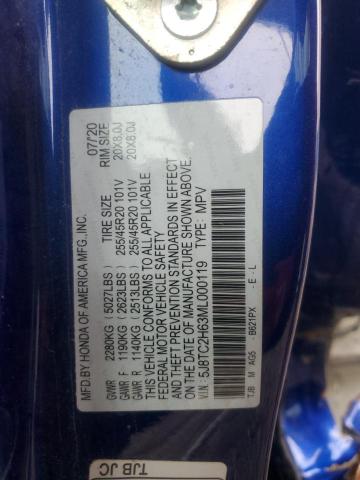 MFD.BY HONDA OF AMERICA MFG.,INC. 07/'20
TIRE SIZE RIM SIZE
GVWR 2280KG (5027LBS)
GAWR F 1190KG (2623LBS) 255/45R20 101V 20X8.0J
GAWR R 1140KG (2513LBS) 255/45R20 101V 20X8.0J
THIS VEHICLE CONFORMS TO ALL APPLICABLE
FEDERAL MOTOR VEHICLE SAFETY
THEFT PREVENTION STANDARDS IN EFFECT
ON THE DATE OF MANUFACTURE SHOWN ABOVE.
VIN: 5J8TC2H63ML000119 TYPE: MPV
TJB M AG5 -B621PX -E-L
TJB JC